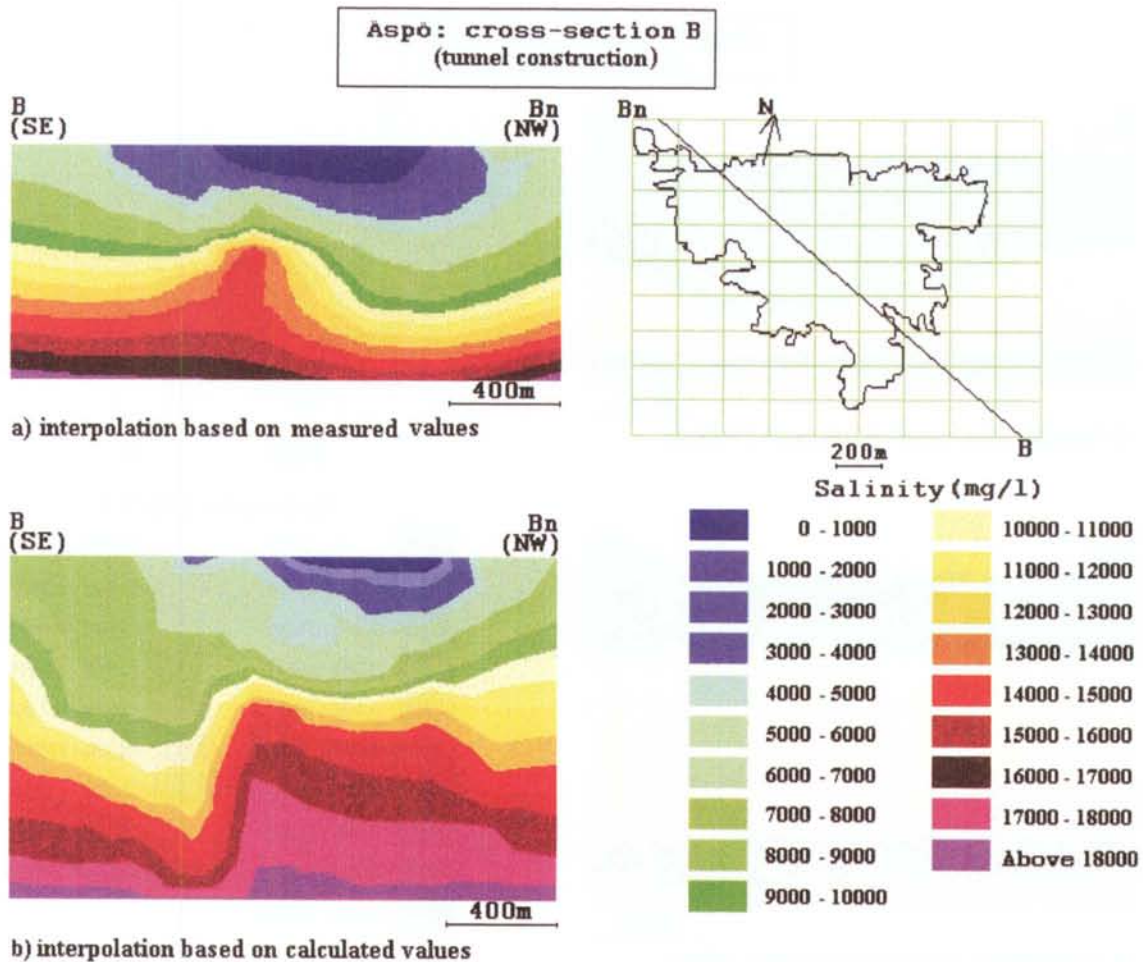 Äspö: cross-section B
(tunnel construction)
B
(SE)
Bn
(NW)
400m
a) interpolation based on measured values
Bn
N
B
200m
B
(SE)
Bn
(NW)
400m
b) interpolation based on calculated values
Salinity(mg/l)
0 - 1000
1000 - 2000
2000 - 3000
3000 - 4000
4000 - 5000
5000 - 6000
6000 - 7000
7000 - 8000
8000 - 9000
9000 - 10000
10000 - 11000
11000 - 12000
12000 - 13000
13000 - 14000
14000 - 15000
15000 - 16000
16000 - 17000
17000 - 18000
Above 18000